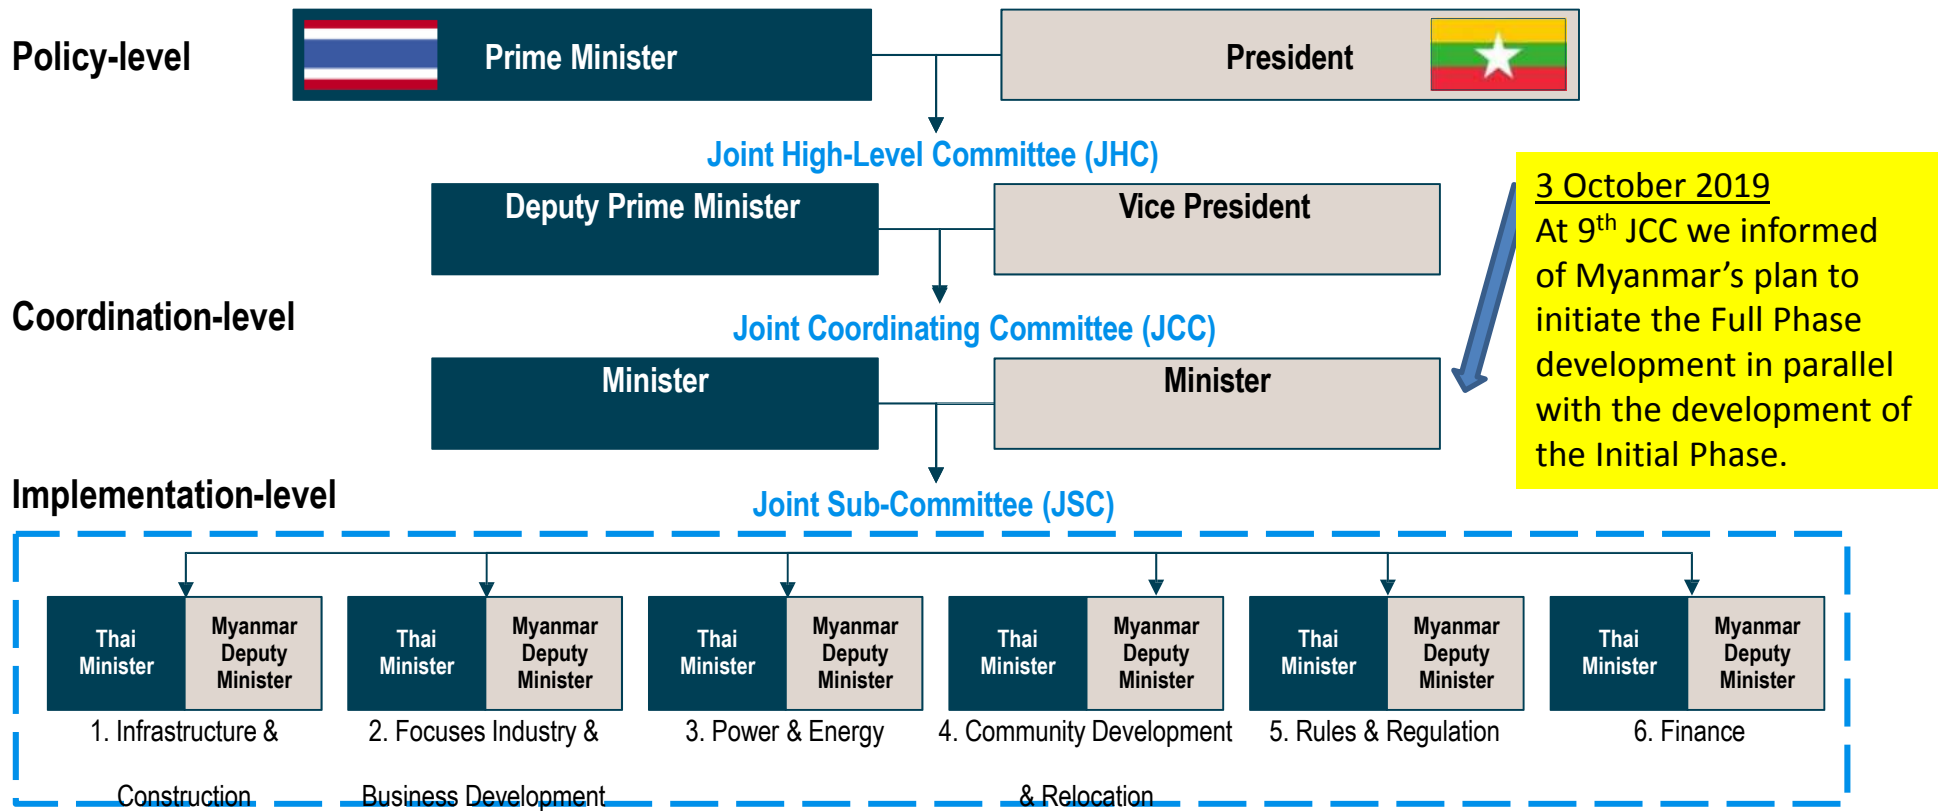 Policy-level
Prime Minister
President
Joint High-Level Committee (JHC)
Deputy Prime Minister
Vice President
Coordination-level
Joint Coordinating Committee (JCC)
Minister
Minister
3 October 2019
At 9th JCC we informed
of Myanmar’s plan to
initiate the Full Phase
development in parallel
with the development of
the Initial Phase.
Implementation-level
Joint Sub-Committee (JSC)
Thai
Minister
Myanmar
Deputy
Minister
1. Infrastructure &
Construction
Thai
Minister
Myanmar
Deputy
Minister
2. Focuses Industry &
Business Development
Thai
Minister
Myanmar
Deputy
Minister
3. Power & Energy
Thai
Minister
Myanmar
Deputy
Minister
4. Community Development
& Relocation
Thai
Minister
Myanmar
Deputy
Minister
5. Rules & Regulation
Thai
Minister
Myanmar
Deputy
Minister
6. Finance